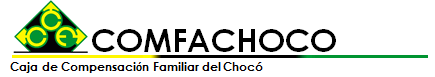 C C F C
COMFACHOCO
Caja de Compensación Familiar del Chocó